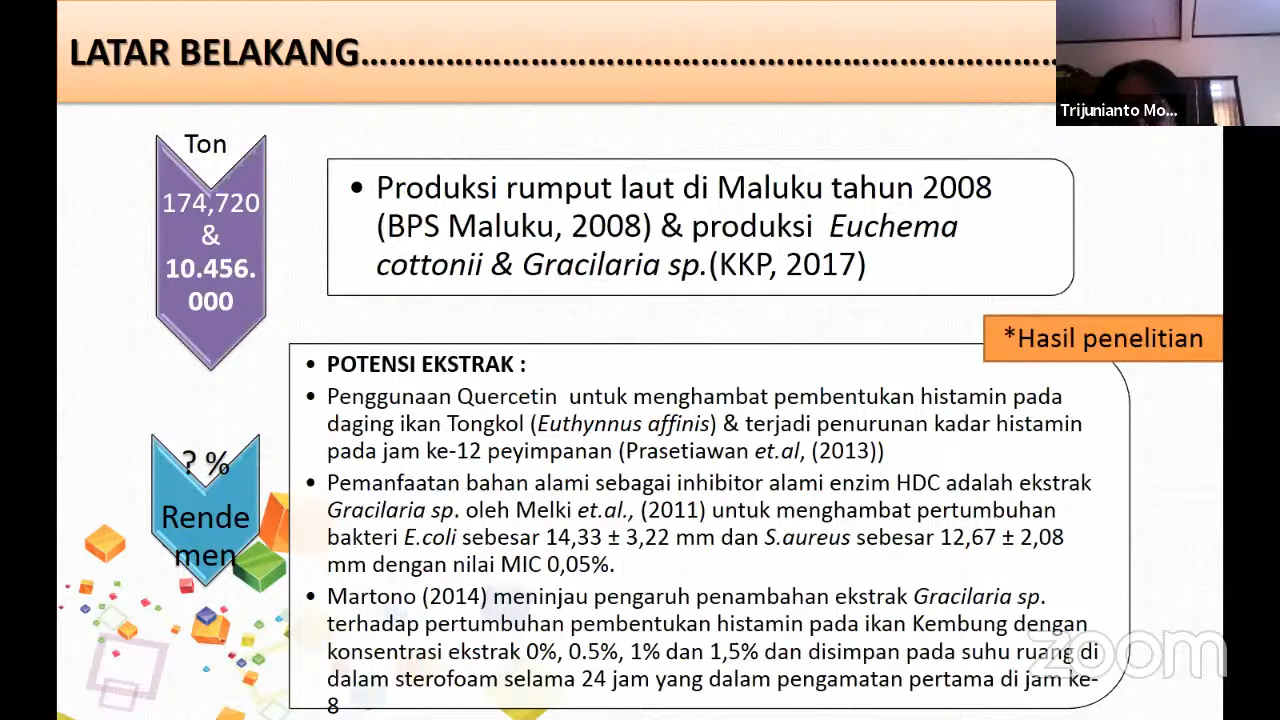 LATAR BELAKANG……………………………………………………………………
Trijunianto Mo...
Ton
174,720
&
10.456.
000
• Produksi rumput laut di Maluku tahun 2008
(BPS Maluku, 2008) & produksi Euchema
cottonii & Gracilaria sp.(KKP, 2017)
*Hasil penelitian
? %
Rende
men
• POTENSI EKSTRAK :
• Penggunaan Quercetin untuk menghambat pembentukan histamin pada
daging ikan Tongkol (Euthynnus affinis) & terjadi penurunan kadar histamin
pada jam ke-12 peyimpanan (Prasetiawan et.al, (2013))
• Pemanfaatan bahan alami sebagai inhibitor alami enzim HDC adalah ekstrak
Gracilaria sp. oleh Melki et.al., (2011) untuk menghambat pertumbuhan
bakteri E.coli sebesar 14,33 ± 3,22 mm dan S.aureus sebesar 12,67 ± 2,08
mm dengan nilai MIC 0,05%.
• Martono (2014) meninjau pengaruh penambahan ekstrak Gracilaria sp.
terhadap pertumbuhan pembentukan histamin pada ikan Kembung dengan
konsentrasi ekstrak 0%, 0.5%, 1% dan 1,5% dan disimpan pada suhu ruang di
dalam sterofoam selama 24 jam yang dalam pengamatan pertama di jam ke-
8
zoom